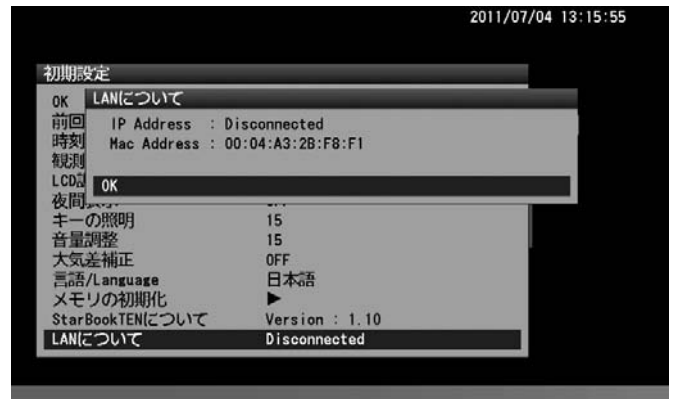 2011/07/04 13:15:55
初期設定
LANについて
IP Address : Disconnected
Mac Address : 00:04:A3:2B:F8:F1
OK
OK
前回
時刻
観測
LCD
夜間
キーの照明 15
音量調整 15
大気差補正 OFF
言語/Language 日本語
メモリの初期化 ▶
StarBookTENについて Version : 1.10
LANについて Disconnected